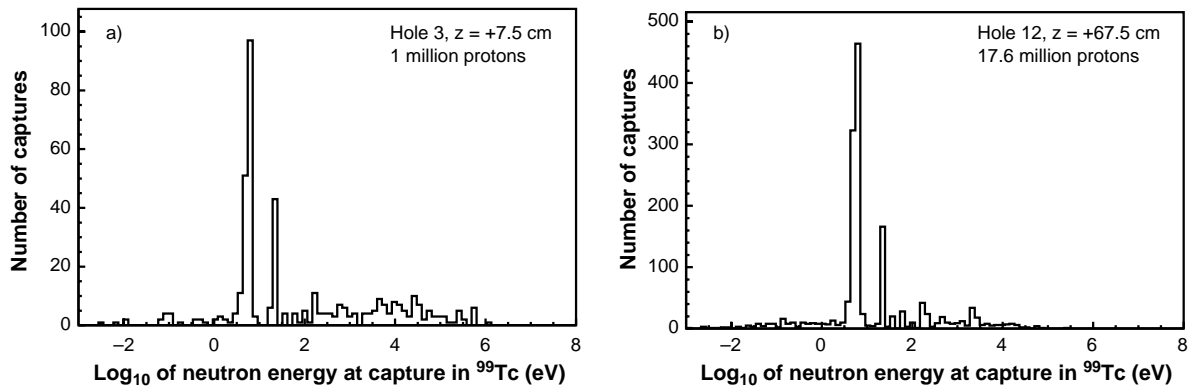 a)
Hole 3, z = +7.5 cm
1 million protons
Number of captures
100
80
60
40
20
0
–2
0
2
4
6
8
Log₁₀ of neutron energy at capture in ⁹⁹Tc (eV)
b)
Hole 12, z = +67.5 cm
17.6 million protons
Number of captures
500
400
300
200
100
0
–2
0
2
4
6
8
Log₁₀ of neutron energy at capture in ⁹⁹Tc (eV)